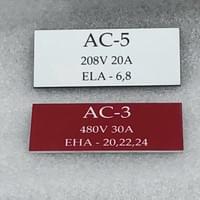 AC-5
208V 20A
ELA - 6,8
AC-3
480V 30A
EHA - 20,22,24